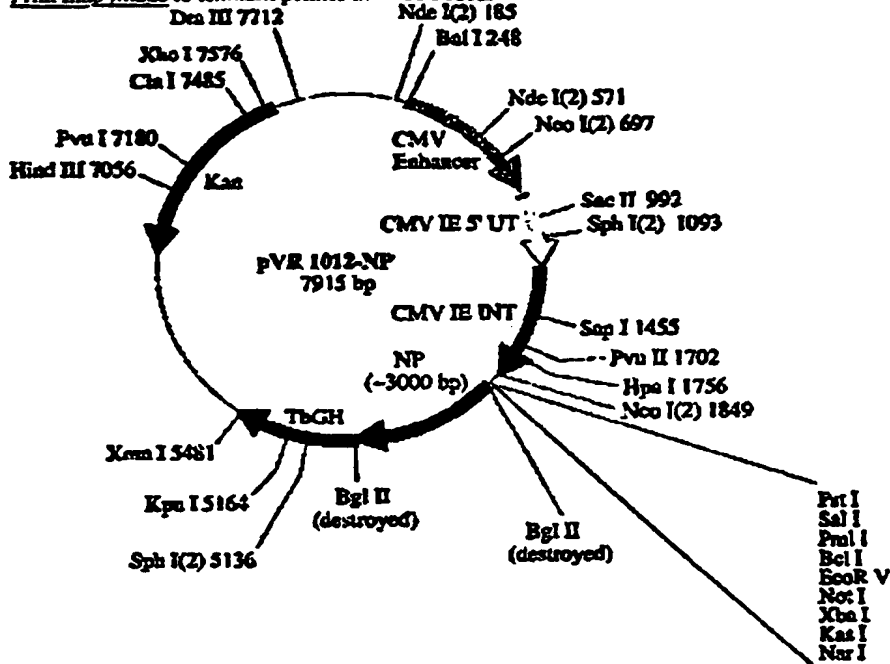 Dra III 7712
Nde I(2) 185
Bal I 248
Xho I 7576
Cla I 7485
Nde I(2) 571
Nco I(2) 697
CMV
Enhancer
Pvu I 7180
Hind III 7056
Kan
Sac II 992
CMV IE 5' UT
Sph I(2) 1093
pVR 1012-NP
7915 bp
CMV IE INT
I 1455
Pvu II 1702
NP
(~3000 bp)
Hpa I 1756
Nco I(2) 1849
TbGH
I 5481
Kpn I 5164
Bgl II
(destroyed)
Bgl II
(destroyed)
Sph I(2) 5136
Pst I
Sal I
Pml I
Bcl I
EcoR V
Not I
Xba I
Kas I
Nar I